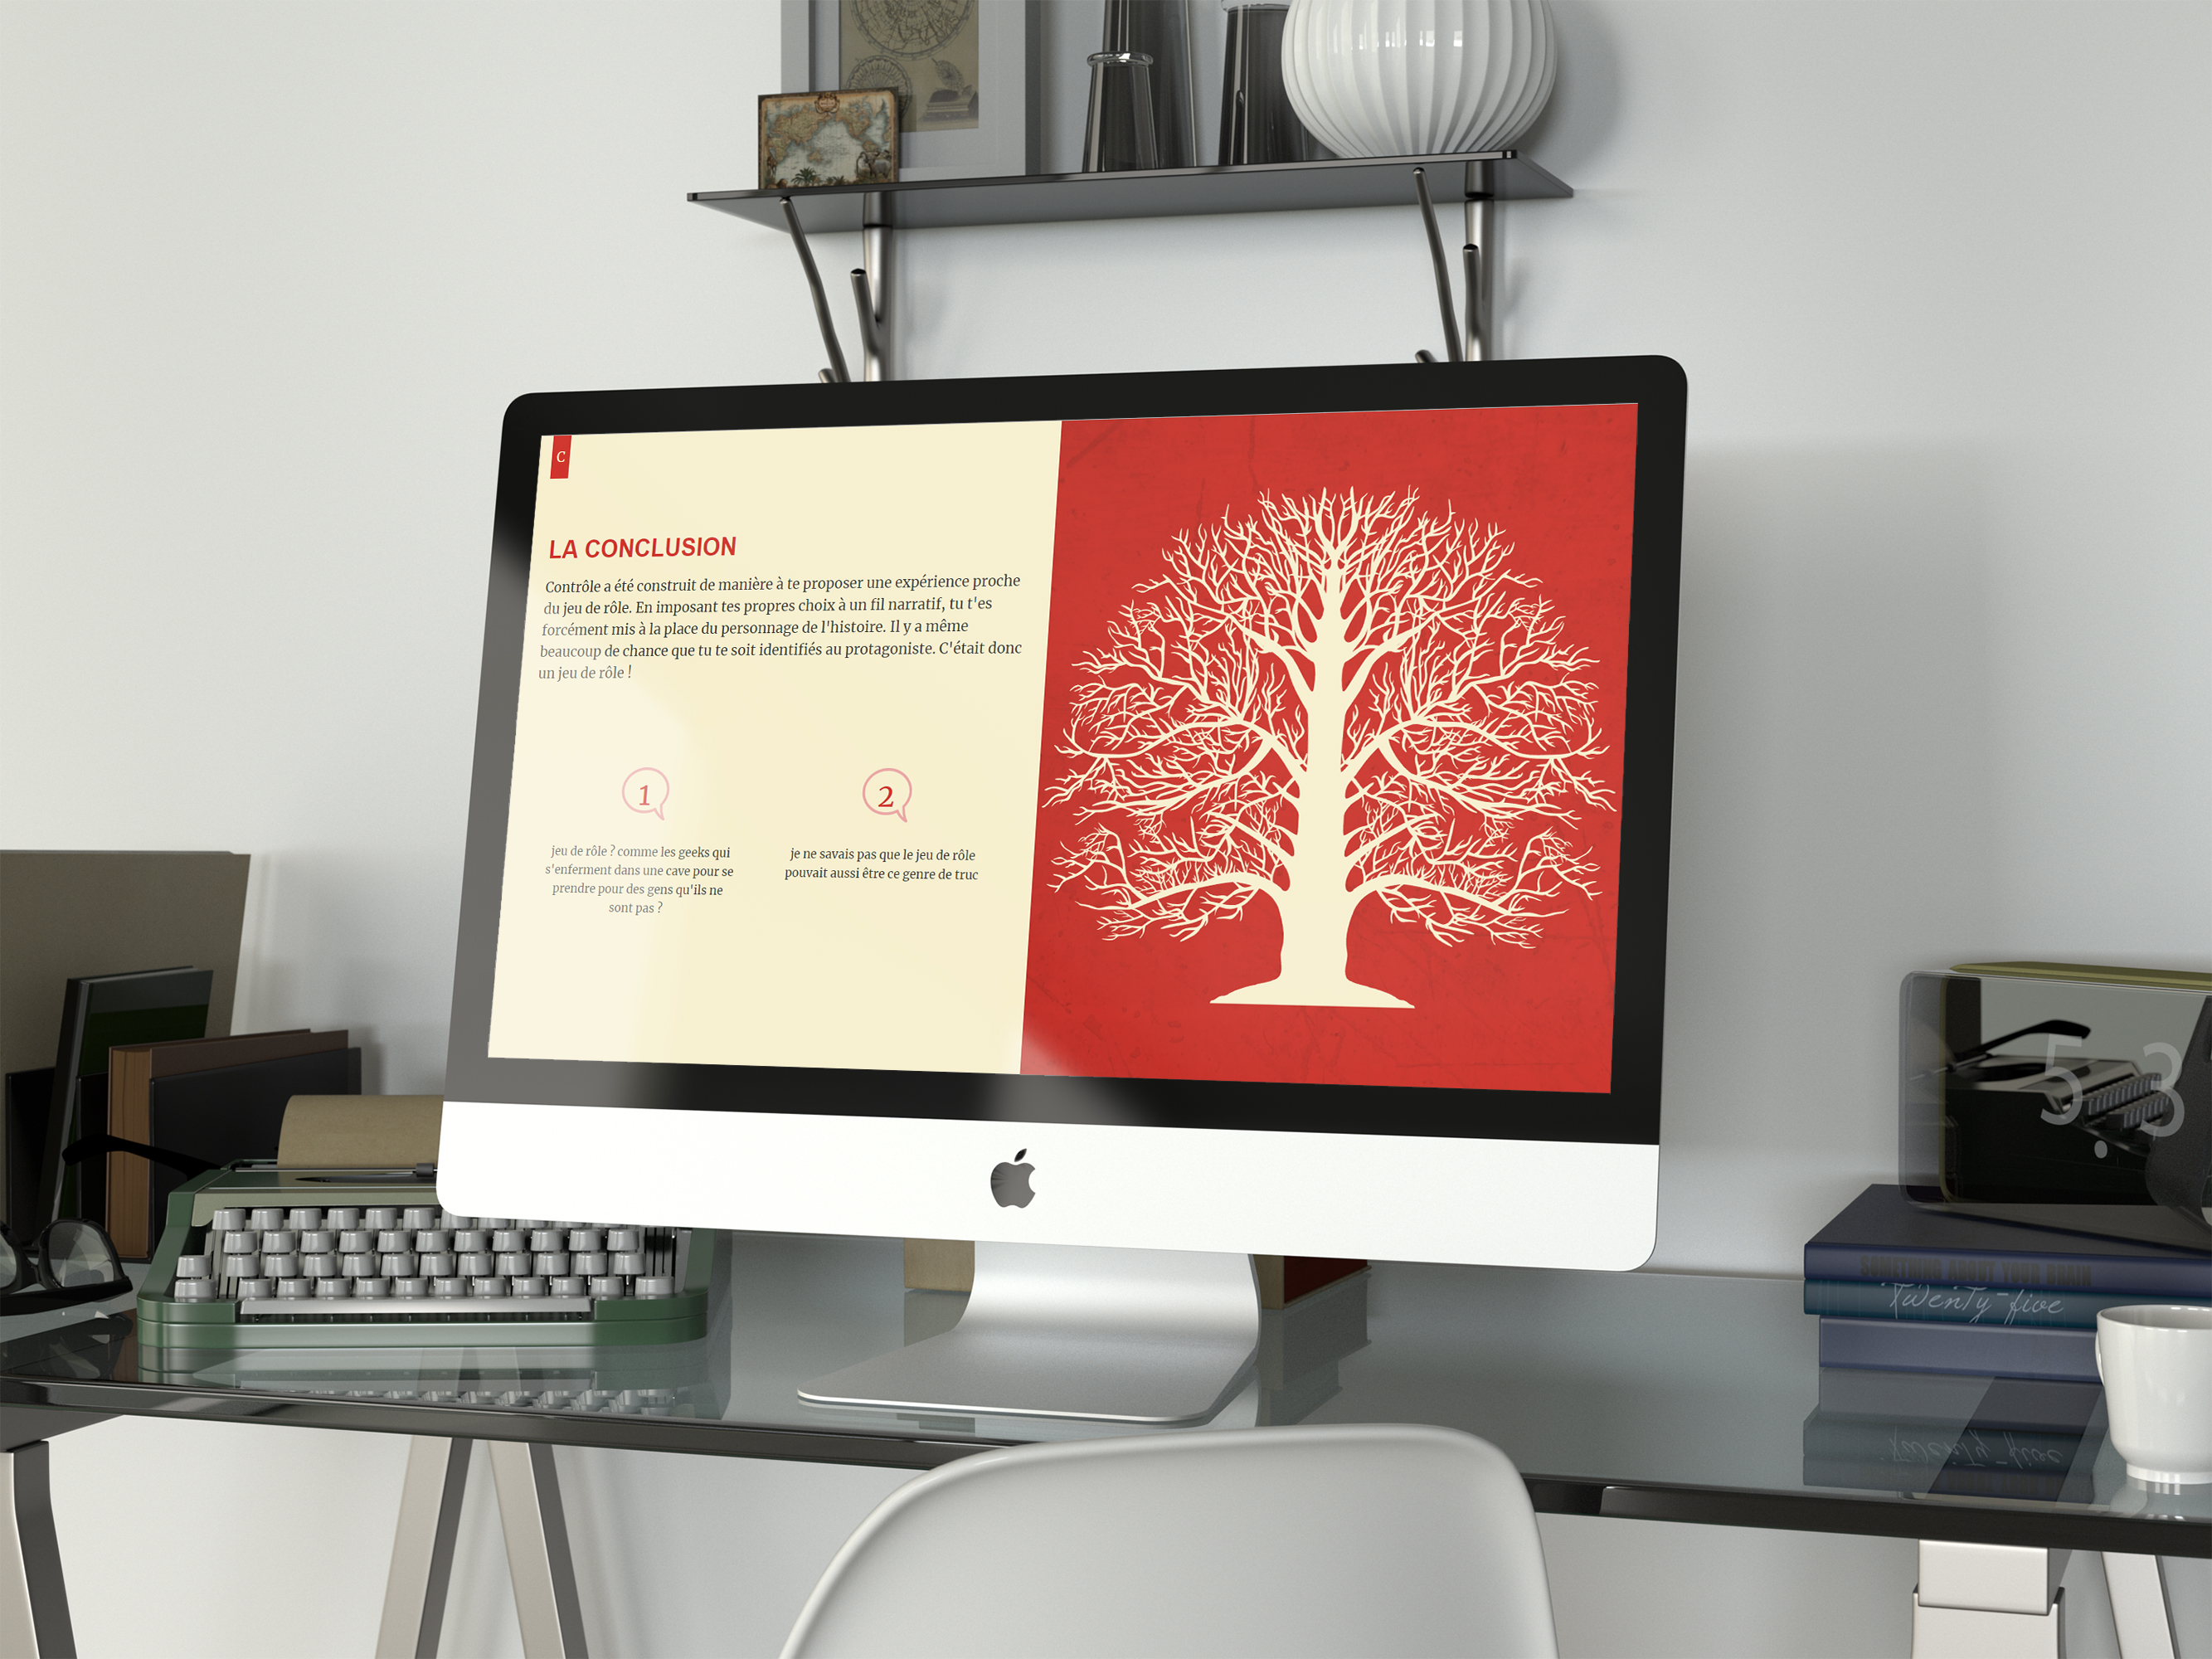 C
LA CONCLUSION
Contrôle a été construit de manière à te proposer une expérience proche
du jeu de rôle. En imposant tes propres choix à un fil narratif, tu t'es
forcément mis à la place du personnage de l'histoire. Il y a même
beaucoup de chance que tu te soit identifiés au protagoniste. C'était donc
un jeu de rôle !
1
2
jeu de rôle ? comme les geeks qui
s'enferment dans une cave pour se
prendre pour des gens qu'ils ne
sont pas ?
je ne savais pas que le jeu de rôle
pouvait aussi être ce genre de truc
5.3
SOMETHING ABOUT YOUR BRAIN
Twenty-five